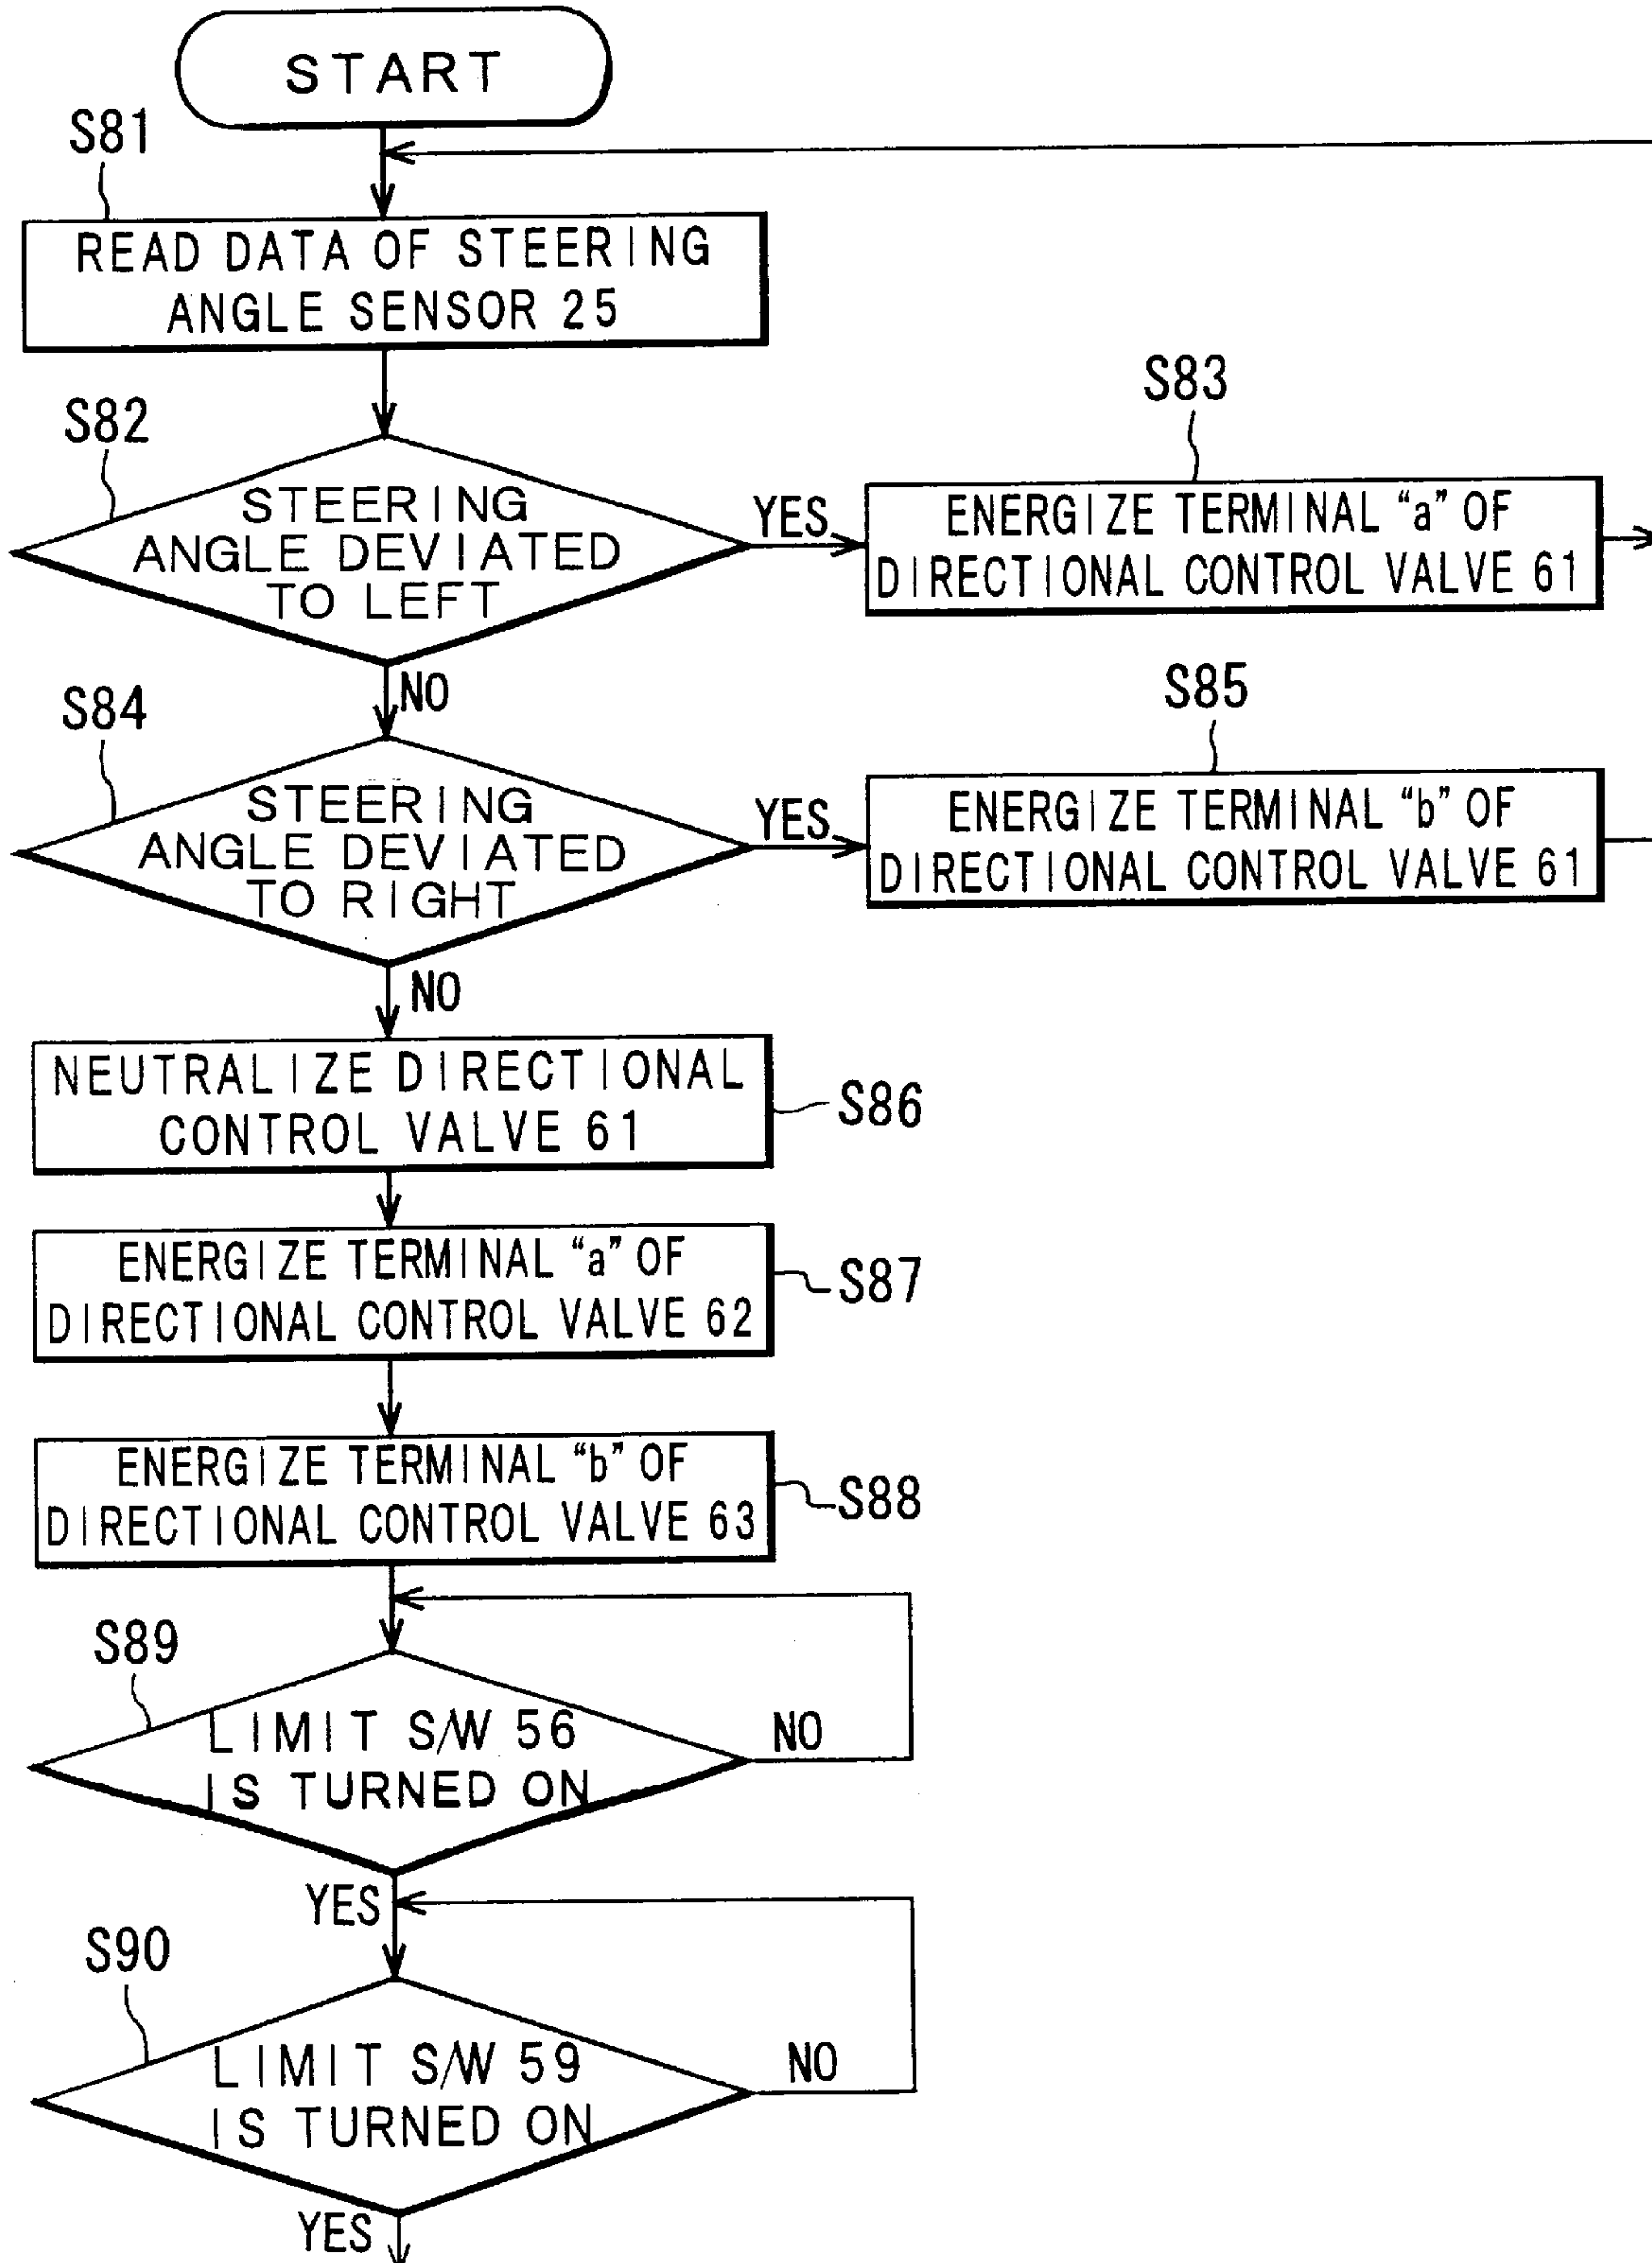 START
S81
READ DATA OF STEERING
ANGLE SENSOR 25
S82
STEERING
ANGLE DEVIATED
TO LEFT
YES
S83
ENERGIZE TERMINAL “a” OF
DIRECTIONAL CONTROL VALVE 61
NO
S84
STEERING
ANGLE DEVIATED
TO RIGHT
YES
S85
ENERGIZE TERMINAL “b” OF
DIRECTIONAL CONTROL VALVE 61
NO
NEUTRALIZE DIRECTIONAL
CONTROL VALVE 61
S86
ENERGIZE TERMINAL “a” OF
DIRECTIONAL CONTROL VALVE 62
S87
ENERGIZE TERMINAL “b” OF
DIRECTIONAL CONTROL VALVE 63
S88
S89
LIMIT S/W 56
IS TURNED ON
NO
YES
S90
LIMIT S/W 59
IS TURNED ON
NO
YES